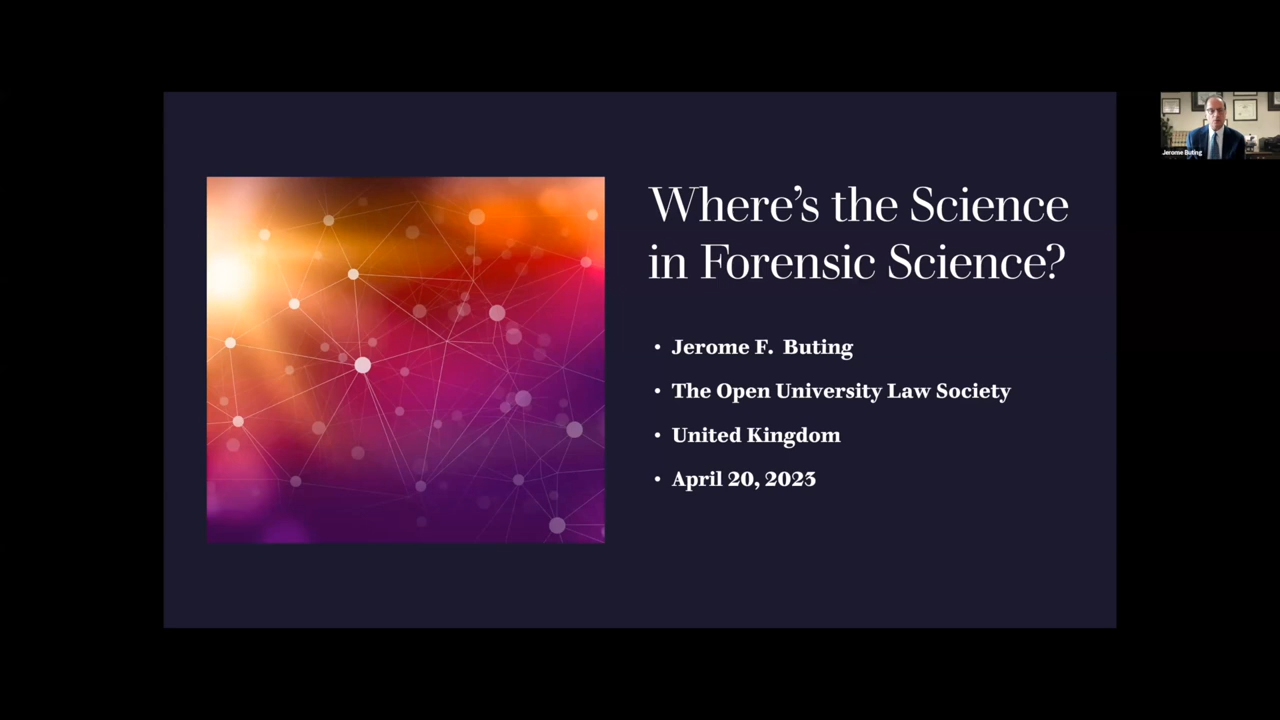 Where's the Science
in Forensic Science?
• Jerome F. Buting
• The Open University Law Society
• United Kingdom
• April 20, 2023
Jerome Buting